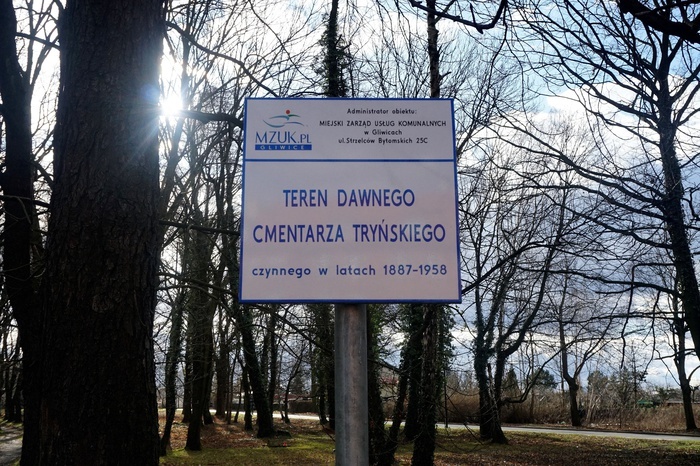 Administrator obiektu:
MIEJSKI ZARZĄD USŁUG KOMUNALNYCH
w Gliwicach
ul.Strzelców Bytomskich 25C
MZUK.PL
GLIWICE
TEREN DAWNEGO
CMENTARZA TRYŃSKIEGO
czynnego w latach 1887-1958